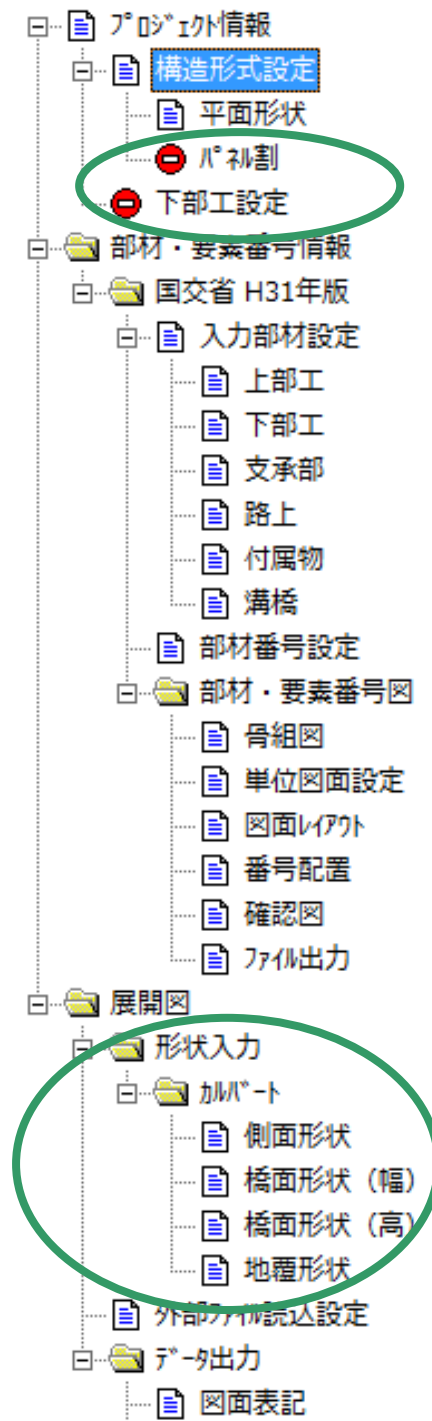 ﾌﾟﾛｼﾞｪｸﾄ情報
構造形式設定
平面形状
ﾊﾟﾈﾙ割
下部工設定
部材・要素番号情報
国交省 H31年版
入力部材設定
上部工
下部工
支承部
路上
付属物
溝橋
部材番号設定
部材・要素番号図
骨組図
単位図面設定
図面ﾚｲｱｳﾄ
番号配置
確認図
ﾌｧｲﾙ出力
展開図
形状入力
ｶﾙﾊﾞｰﾄ
側面形状
橋面形状（幅）
橋面形状（高）
地覆形状
外部ﾌｧｲﾙ読込設定
ﾃﾞｰﾀ出力
図面表記